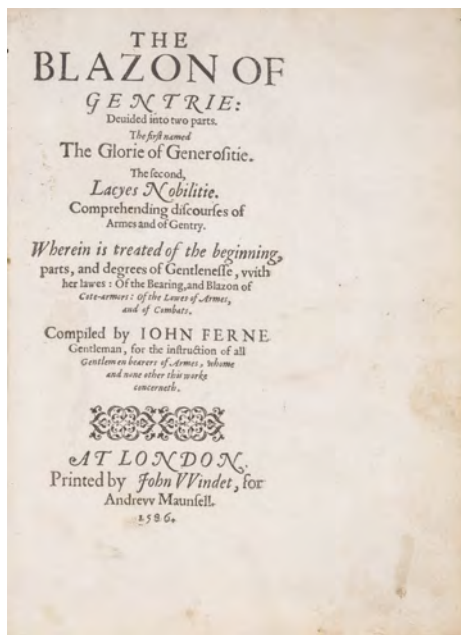 THE
BLAZON OF
GENTRIE:
Deuided into two parts.
The first named
The Glorie of Generositie.
The second,
Lacyes Nobilitie.
Comprehending discourses of
Armes and of Gentry.
Wherein is treated of the beginning,
parts, and degrees of Gentlenesse, vvith
her lawes: Of the Bearing, and Blazon of
Cote-armors: Of the Lawes of Armes,
and of Combats.
Compiled by IOHN FERNE
Gentleman, for the instruction of all
Gentlemen bearers of Armes, whome
and none other this worke
concerneth.
AT LONDON,
Printed by John VVindet, for
Andrevv Maunsell.
1586.